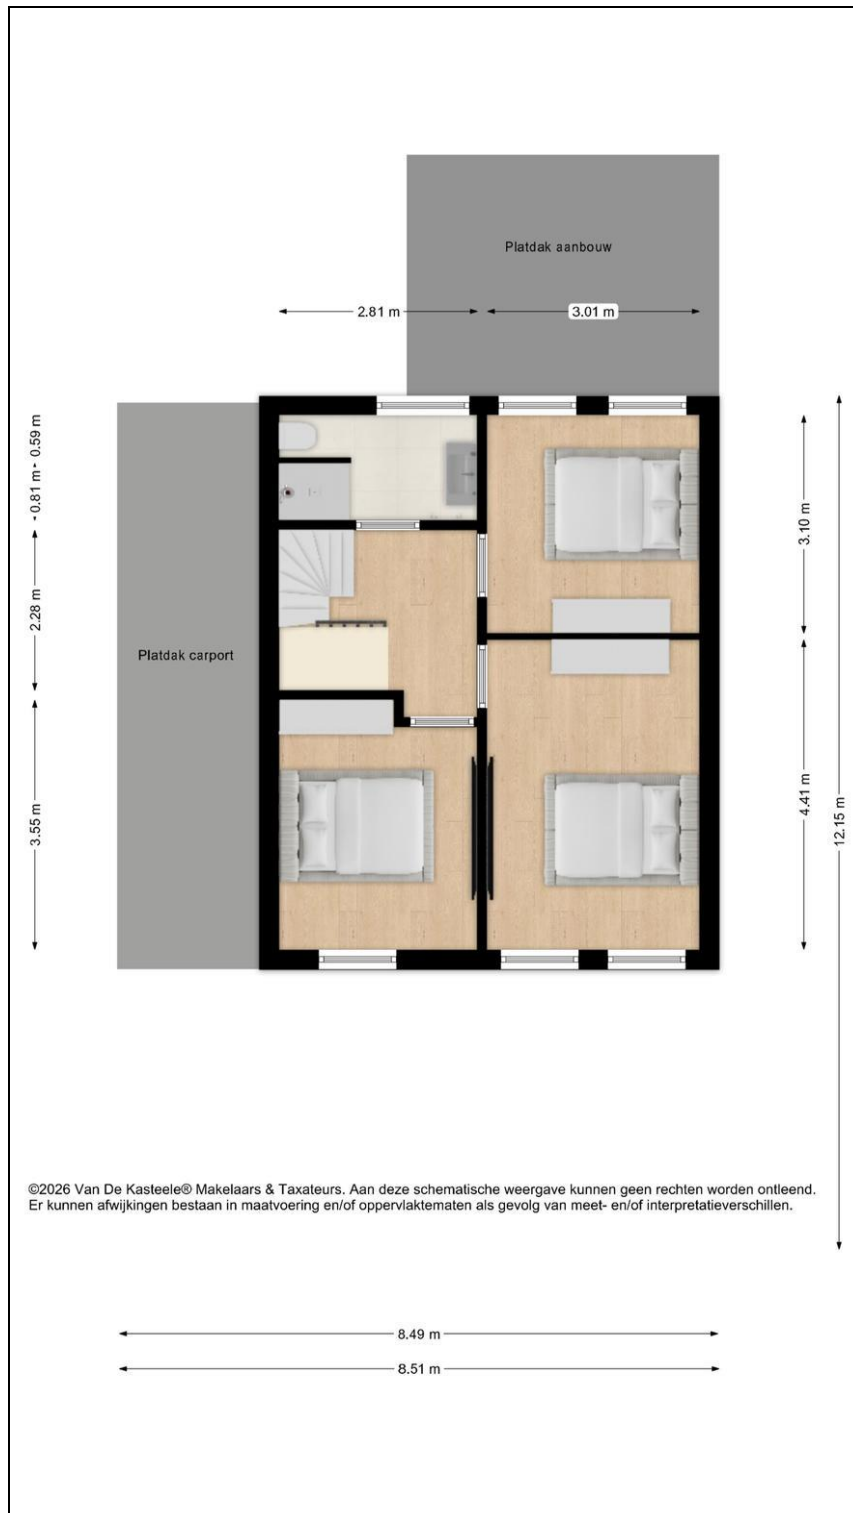 Platdak aanbouw
2.81 m
3.01 m
0.59 m
0.81 m
3.10 m
2.28 m
Platdak carport
4.41 m
3.55 m
12.15 m
©2026 Van De Kasteele® Makelaars & Taxateurs. Aan deze schematische weergave kunnen geen rechten worden ontleend.
Er kunnen afwijkingen bestaan in maatvoering en/of oppervlaktematen als gevolg van meet- en/of interpretatieverschillen.
8.49 m
8.51 m